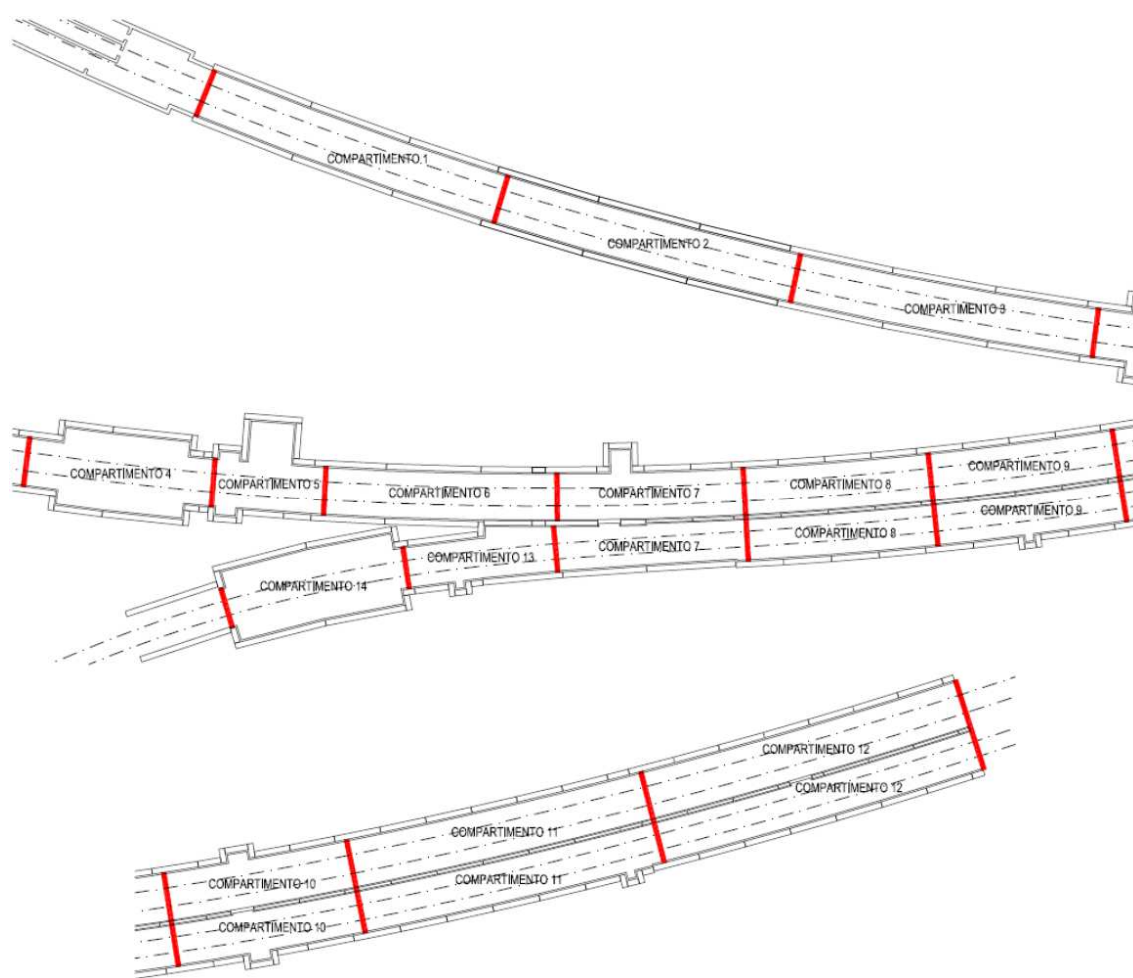 COMPARTIMENTO 1
COMPARTIMENTO 2
COMPARTIMENTO 3
COMPARTIMENTO 4
COMPARTIMENTO 5
COMPARTIMENTO 6
COMPARTIMENTO 7
COMPARTIMENTO 8
COMPARTIMENTO 9
COMPARTIMENTO 14
COMPARTIMENTO 13
COMPARTIMENTO 7
COMPARTIMENTO 8
COMPARTIMENTO 9
COMPARTIMENTO 10
COMPARTIMENTO 11
COMPARTIMENTO 12
COMPARTIMENTO 10
COMPARTIMENTO 11
COMPARTIMENTO 12